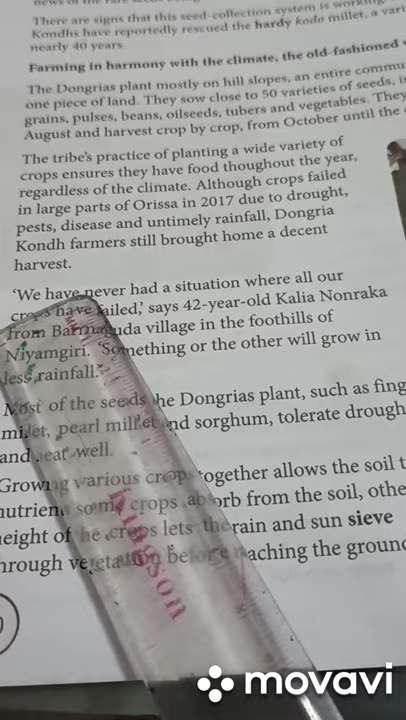 news of the rare
There are signs that this seed-collection system is working.
Kondhs have reportedly rescued the hardy kodo millet, a vari
nearly 40 years
Farming in harmony with the climate, the old-fashioned
The Dongrias plant mostly on hill slopes, an entire commu
one piece of land. They sow close to 50 varieties of seeds, i
grains, pulses, beans, oilseeds, tubers and vegetables. They
August and harvest crop by crop, from October until the
The tribe's practice of planting a wide variety of
crops ensures they have food thoughout the year,
regardless of the climate. Although crops failed
in large parts of Orissa in 2017 due to drought,
pests, disease and untimely rainfall, Dongria
Kondh farmers still brought home a decent
harvest.
'We have never had a situation where all our
crops have failed,' says 42-year-old Kalia Nonraka
from Barmaguda village in the foothills of
Niyamgiri. 'Something or the other will grow in
less rainfall.'
Most of the seeds the Dongrias plant, such as fing
millet, pearl millet and sorghum, tolerate drough
and heat well.
Growing various crops together allows the soil t
nutrien some crops absorb from the soil, othe
eight of he crops lets the rain and sun sieve
hrough vegetation before reaching the ground
kingson
movavi